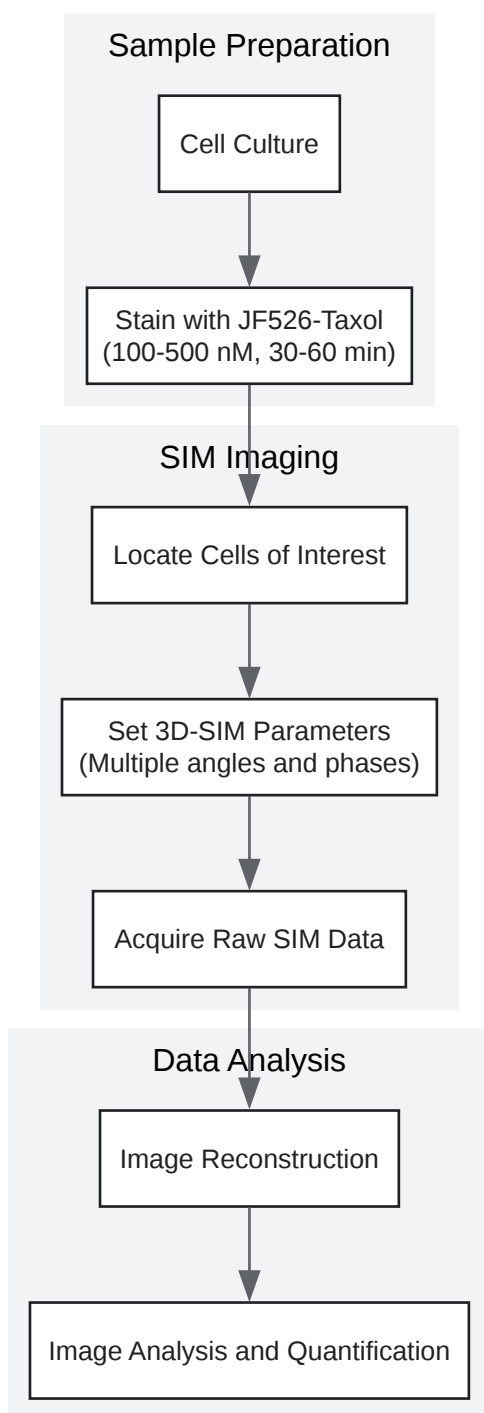 Sample Preparation
Cell Culture
Stain with JF526-Taxol
(100-500 nM, 30-60 min)
SIM Imaging
Locate Cells of Interest
Set 3D-SIM Parameters
(Multiple angles and phases)
Acquire Raw SIM Data
Data Analysis
Image Reconstruction
Image Analysis and Quantification